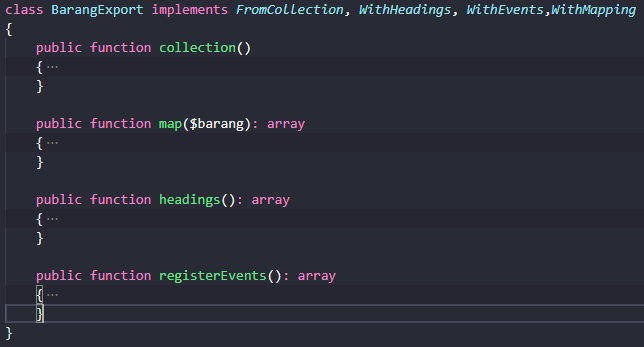 class BarangExport implements FromCollection, WithHeadings, WithEvents,WithMapping
{
    public function collection()
    {···
    }

    public function map($barang): array
    {···
    }

    public function headings(): array
    {···
    }

    public function registerEvents(): array
    {···
    }
}